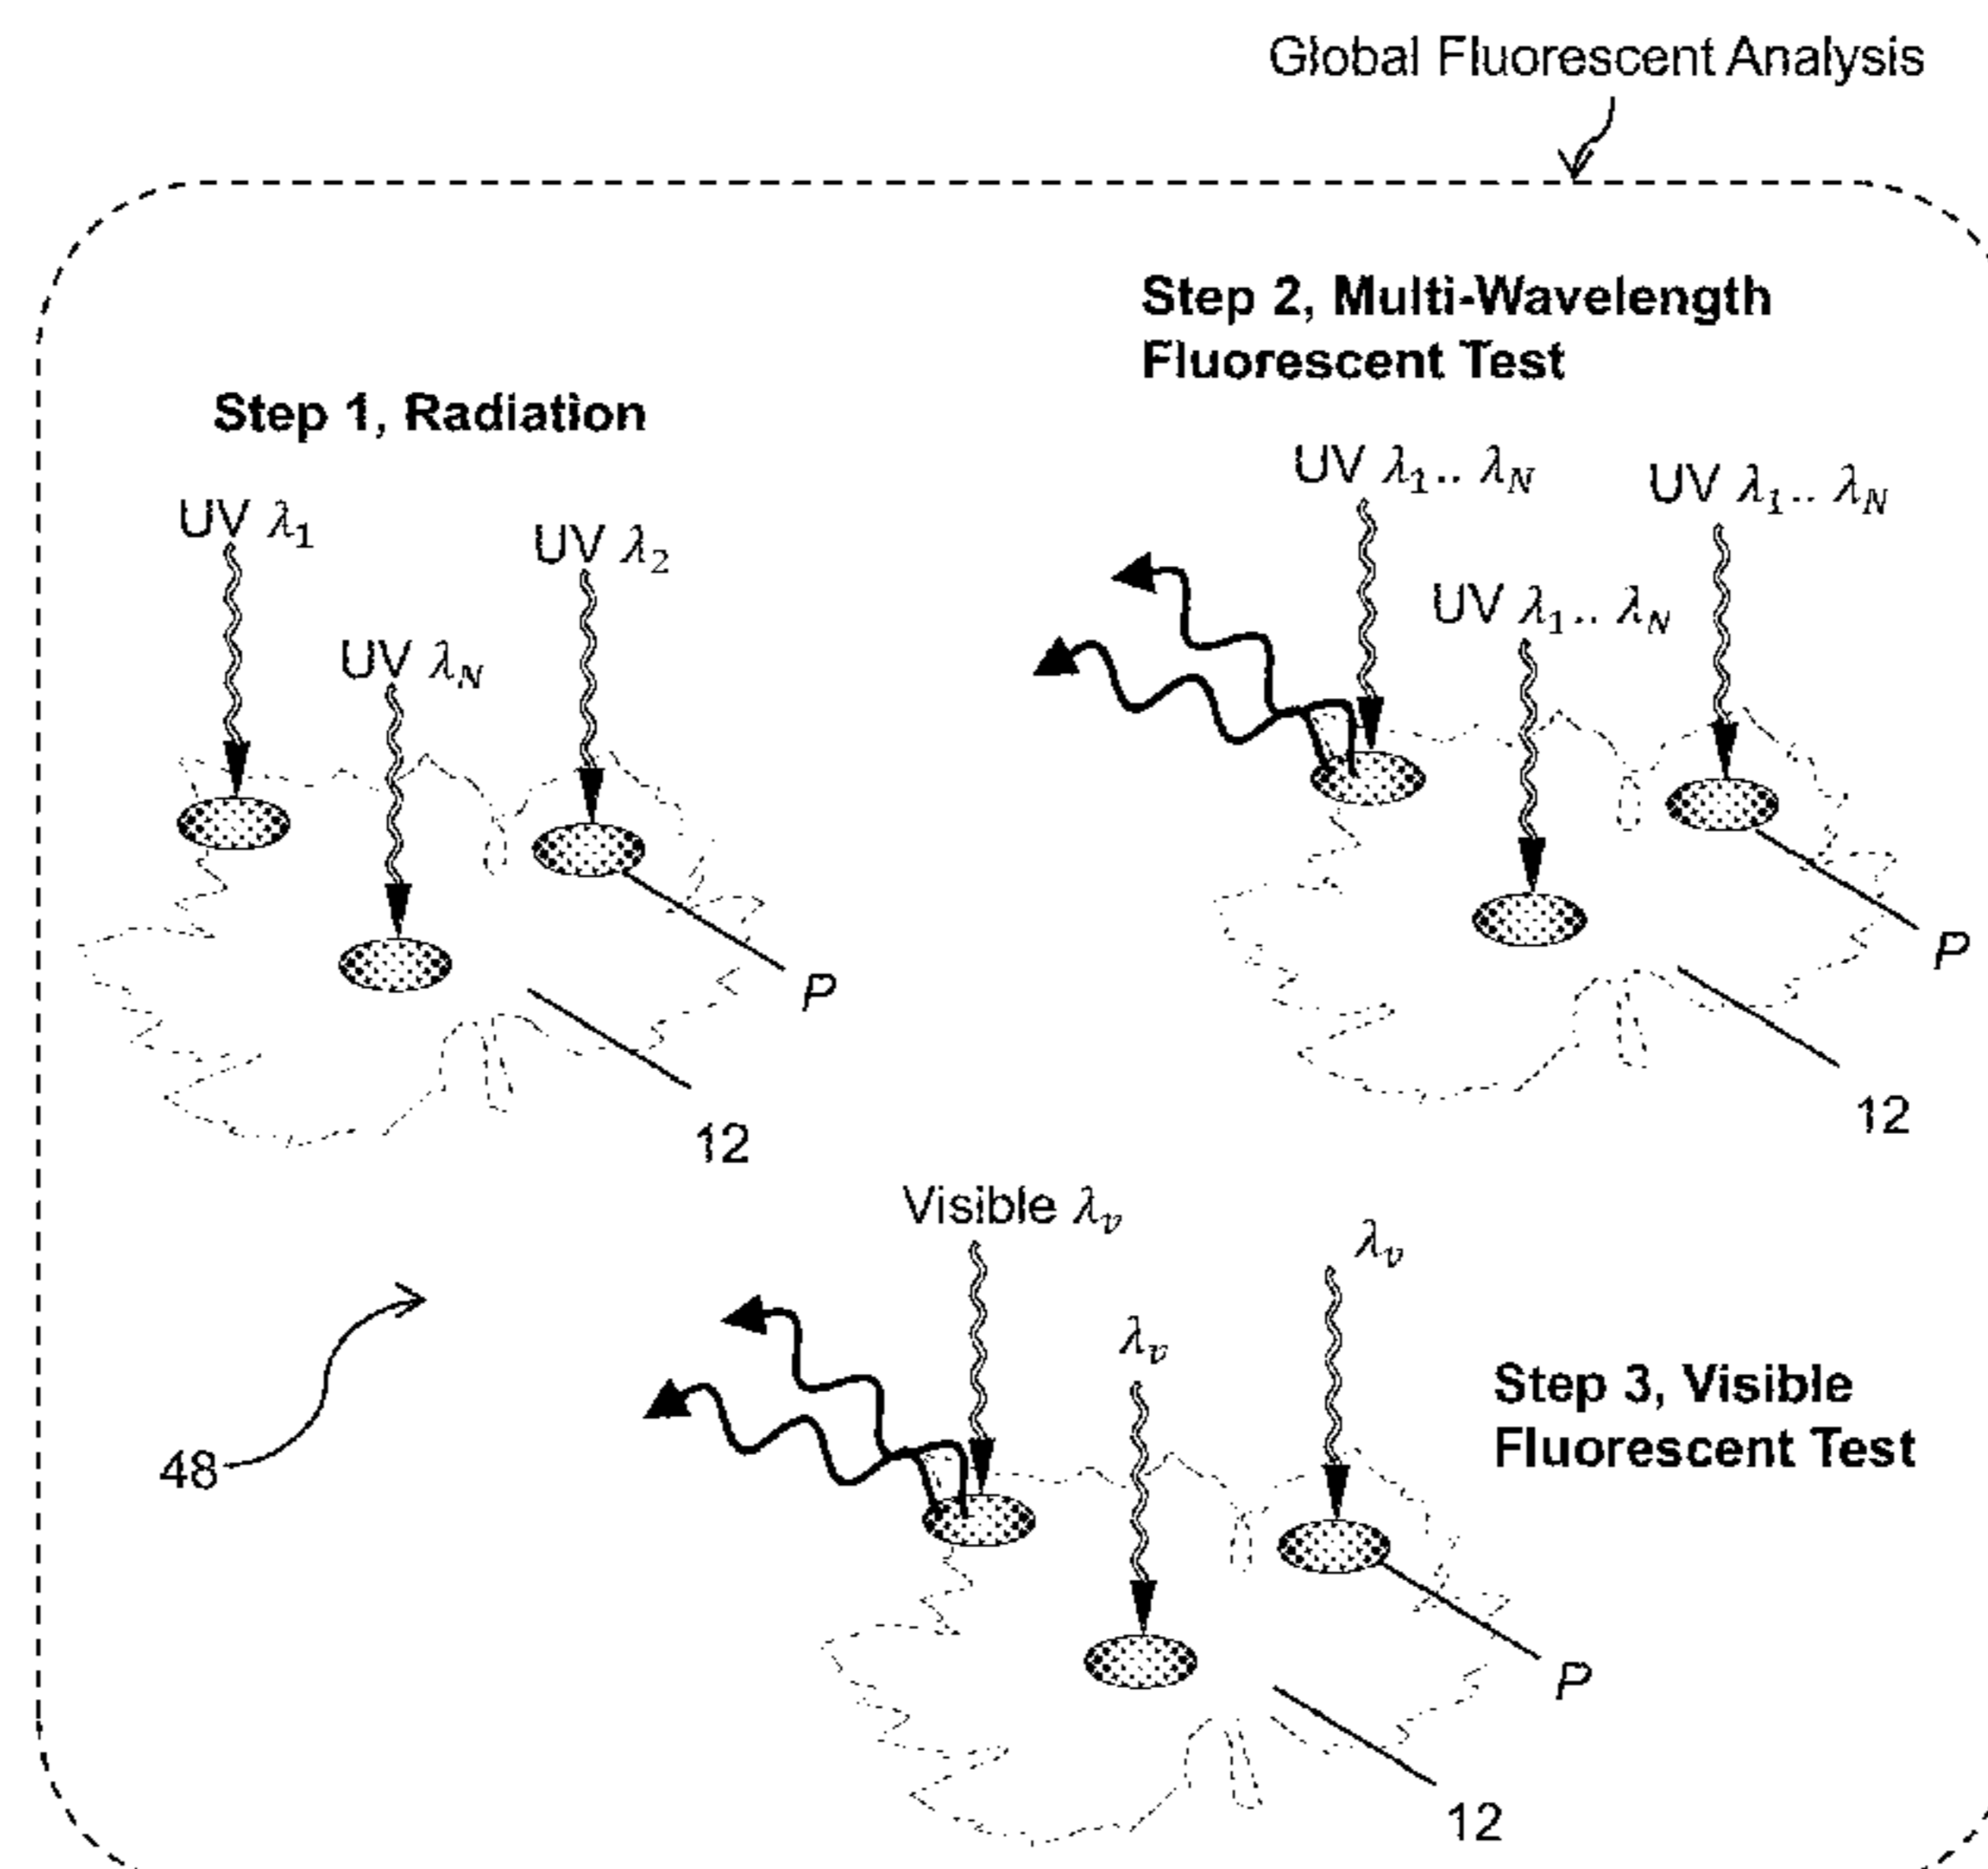 Global Fluorescent Analysis
Step 2, Multi-Wavelength
Fluorescent Test
Step 1, Radiation
UV λ1
UV λ2
UV λN
UV λ1.. λN
UV λ1.. λN
UV λ1.. λN
P
12
P
12
Visible λv
λv
λv
Step 3, Visible
Fluorescent Test
48
P
12